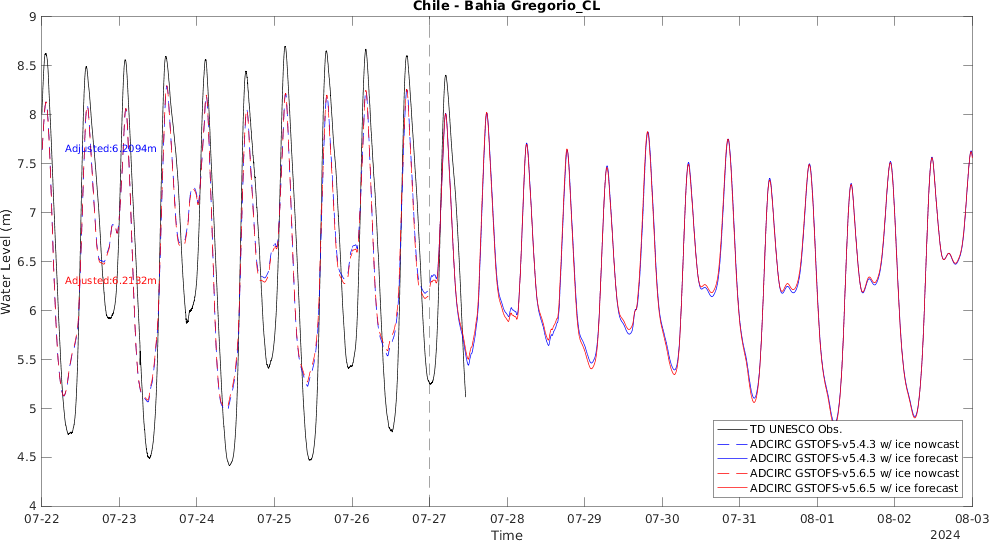 Chile - Bahia Gregorio_CL
Water Level (m)
9
8.5
8
7.5
7
6.5
6
5.5
5
4.5
4
Adjusted:6.2094m
Adjusted:6.2132m
TD UNESCO Obs.
ADCIRC GSTOFS-v5.4.3 w/ ice nowcast
ADCIRC GSTOFS-v5.4.3 w/ ice forecast
ADCIRC GSTOFS-v5.6.5 w/ ice nowcast
ADCIRC GSTOFS-v5.6.5 w/ ice forecast
07-22 07-23 07-24 07-25 07-26 07-27 07-28 07-29 07-30 07-31 08-01 08-02 08-03
Time
2024